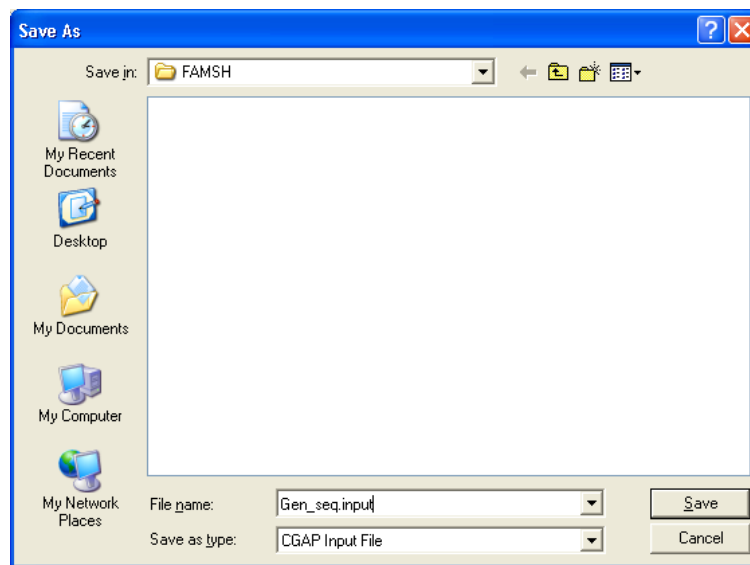 Save As
Save in:
FAMSH
My Recent
Documents
Desktop
My Documents
My Computer
My Network
Places
File name:
Gen_seq.input
Save
Save as type:
CGAP Input File
Cancel